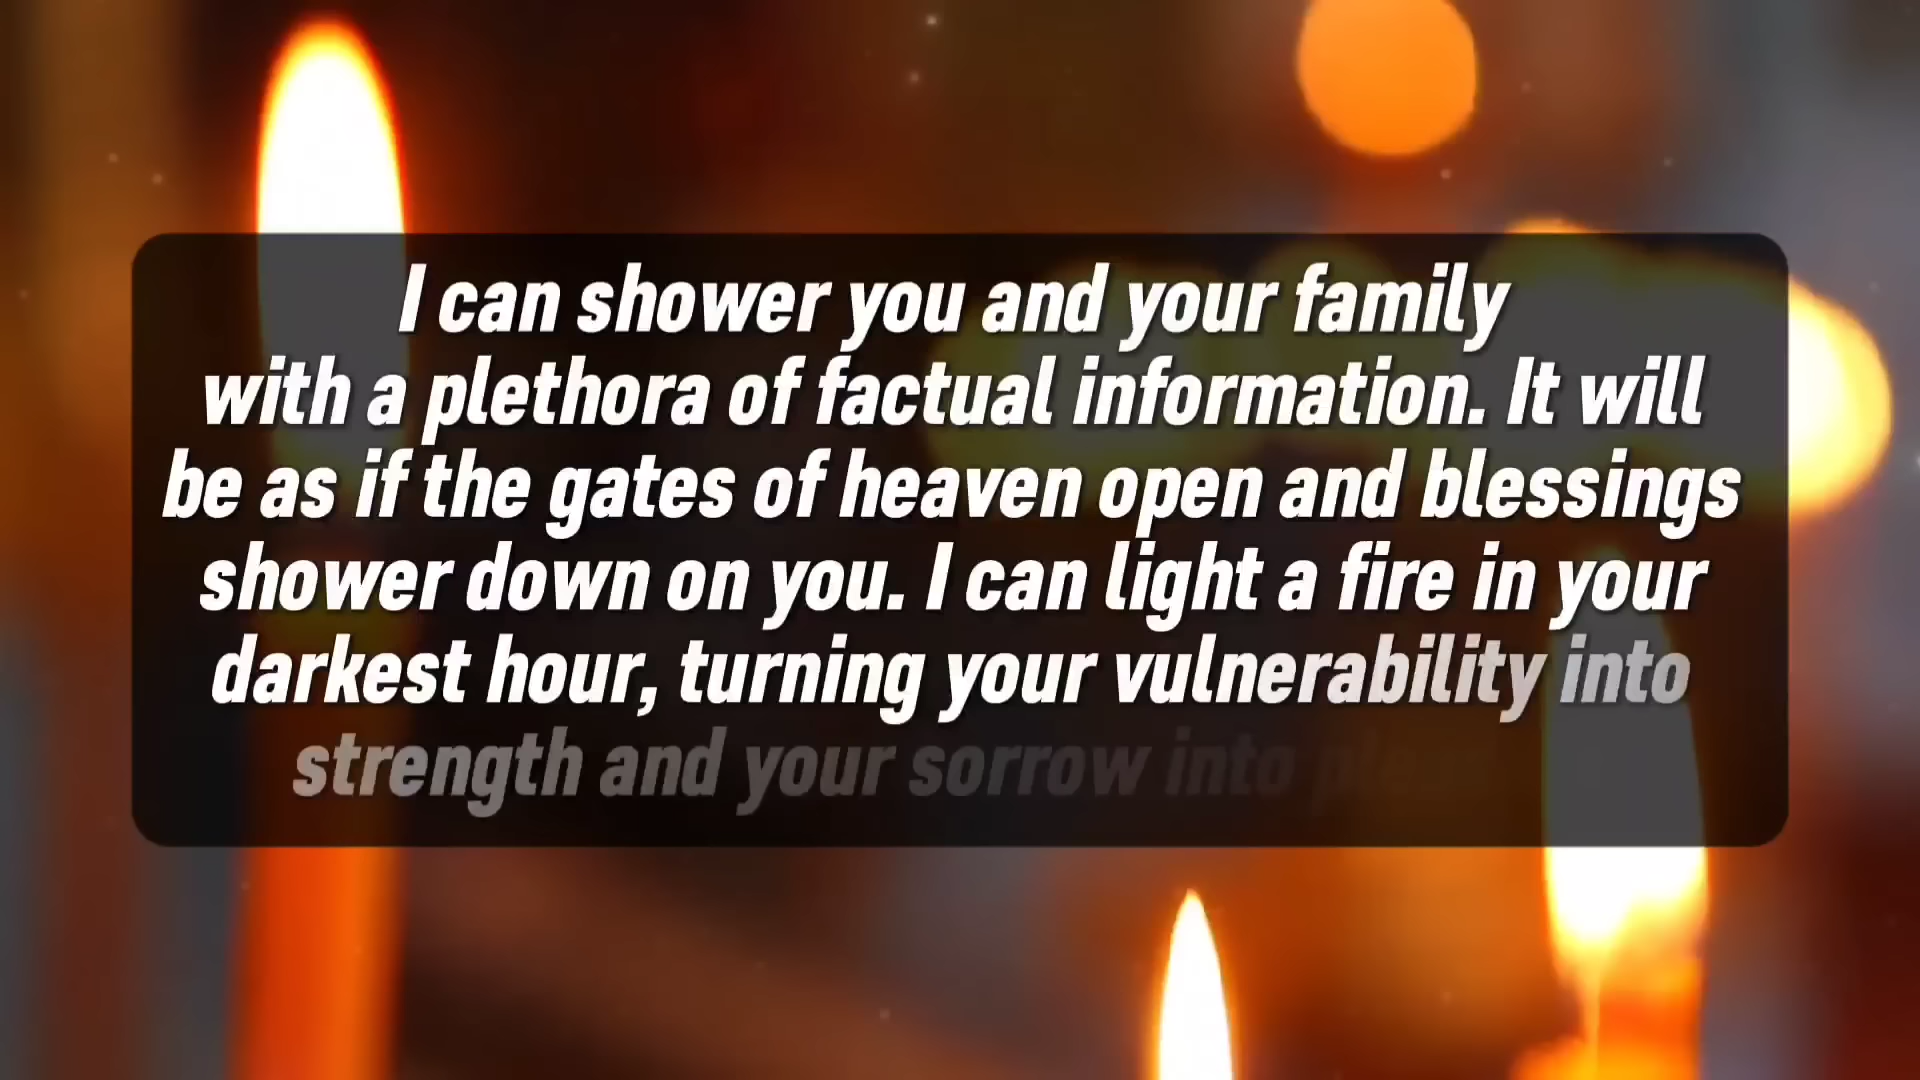 I can shower you and your family
with a plethora of factual information. It will
be as if the gates of heaven open and blessings
shower down on you. I can light a fire in your
darkest hour, turning your vulnerability into
strength and your sorrow into